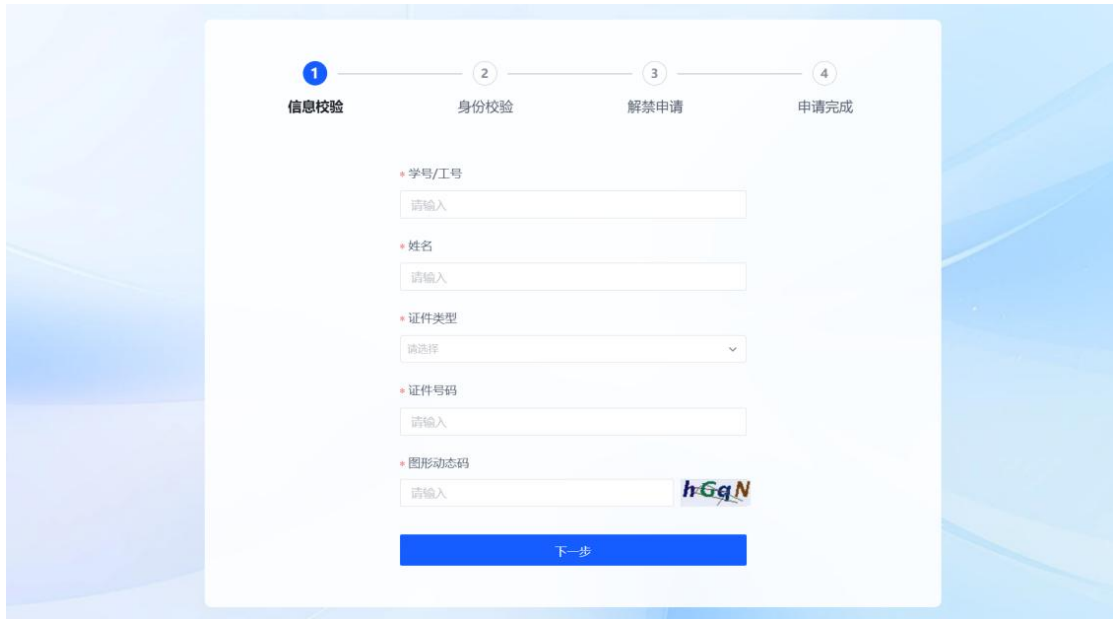 1
2
3
4
信息校验
身份校验
解禁申请
申请完成
* 学号/工号
请输入
* 姓名
请输入
* 证件类型
请选择
* 证件号码
请输入
* 图形动态码
请输入
hGqN
下一步